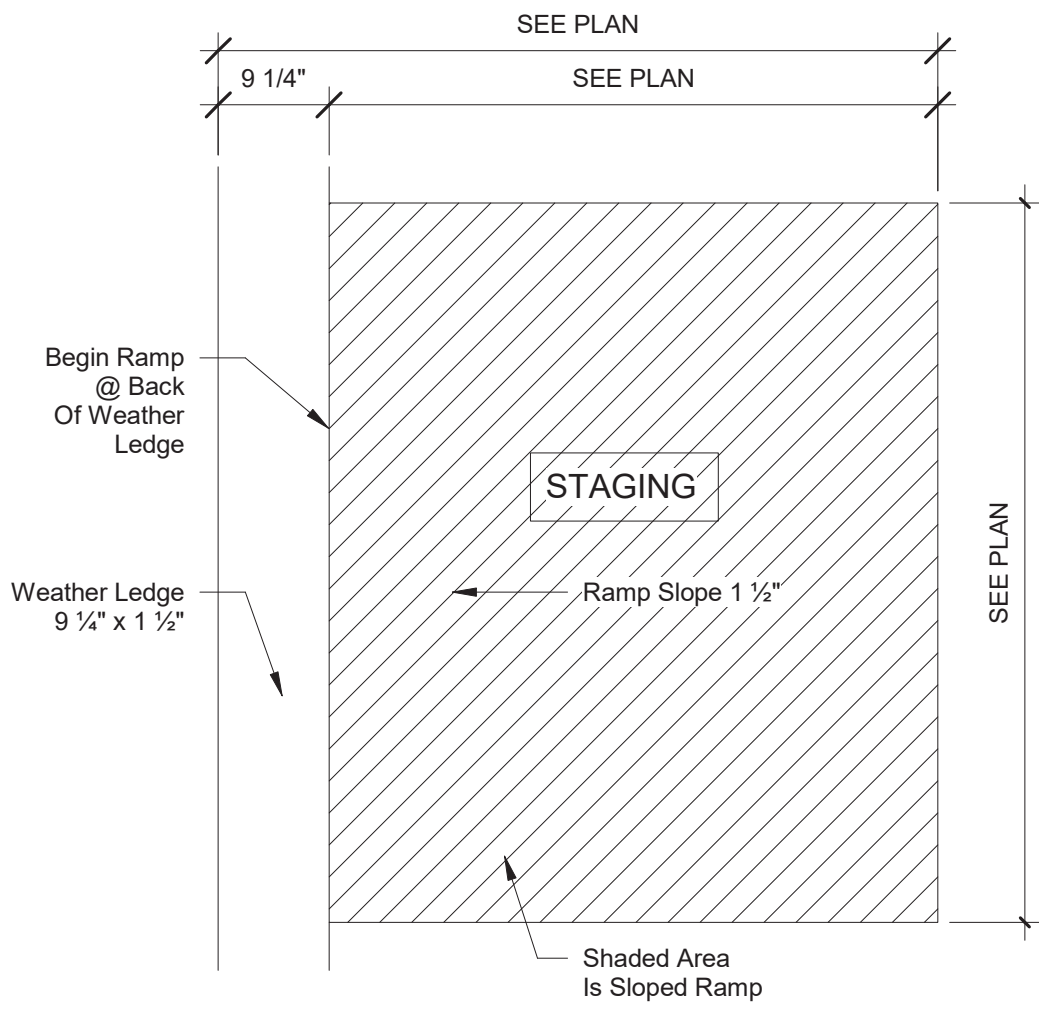 SEE PLAN
9 1/4"
SEE PLAN
Begin Ramp
@ Back
Of Weather
Ledge
STAGING
SEE PLAN
Weather Ledge
9 ¼" x 1 ½"
Ramp Slope 1 ½"
Shaded Area
Is Sloped Ramp